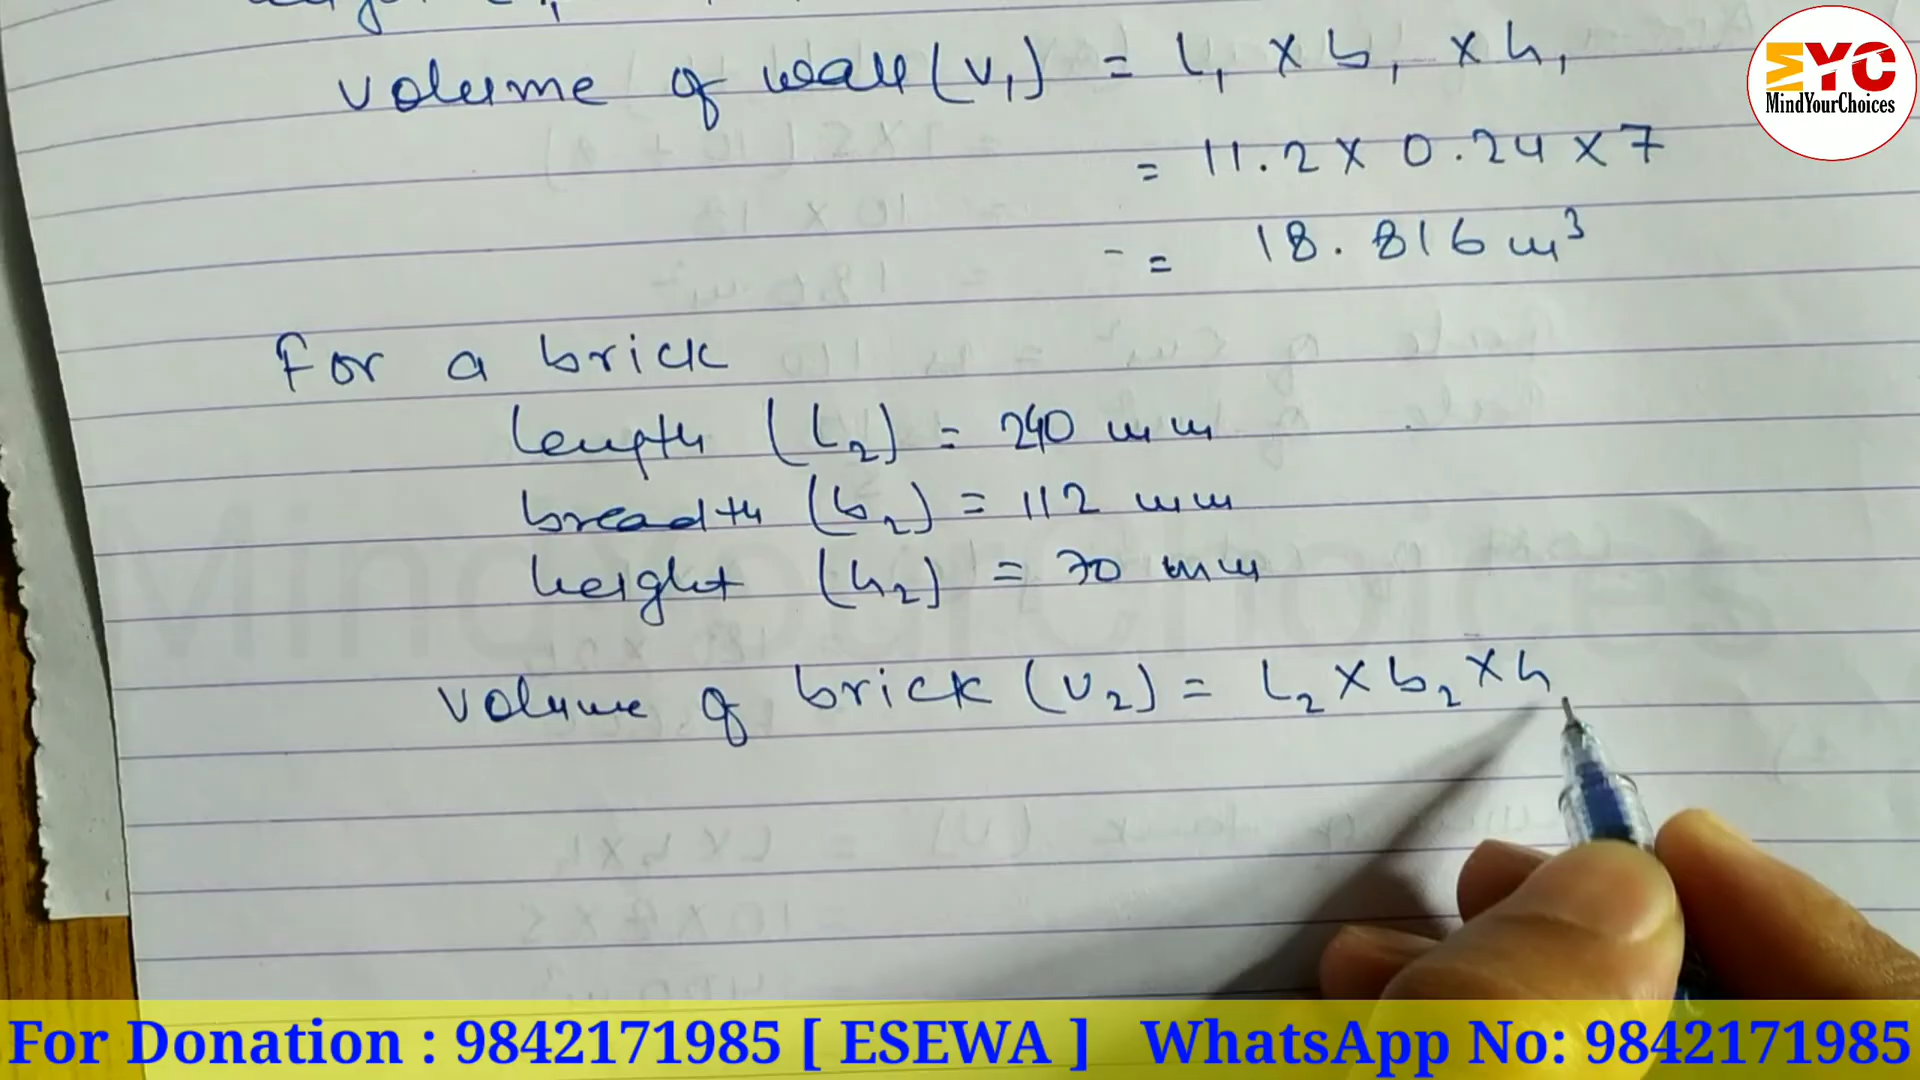 volume of wall (v₁) = l₁ × b₁ × h₁
= 11.2 × 0.24 × 7
= 18.816 m³
For a brick
length (l₂) = 240 mm
breadth (b₂) = 112 mm
height (h₂) = 70 mm
volume of brick (v₂) = l₂ × b₂ × h
MYC
MindYourChoices
MindYourChoices
For Donation : 9842171985 [ ESEWA ] WhatsApp No: 9842171985